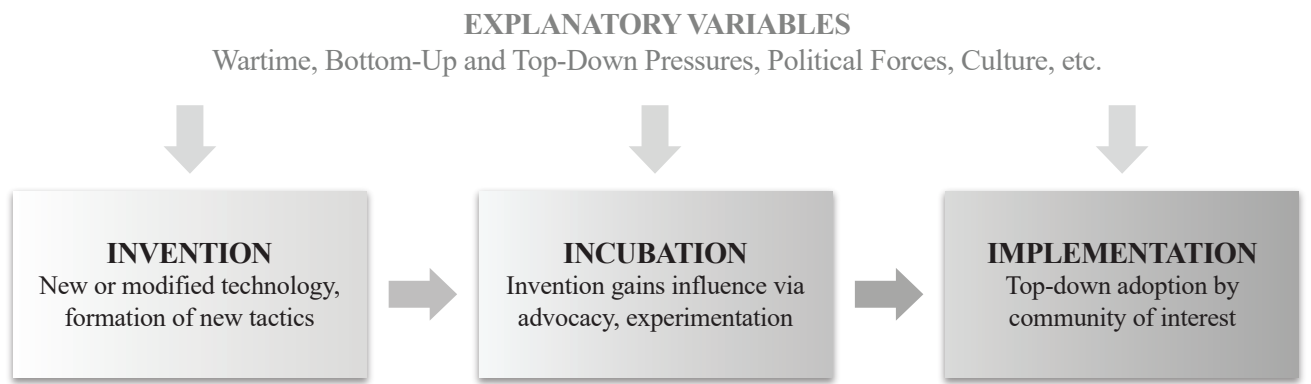 EXPLANATORY VARIABLES
Wartime, Bottom-Up and Top-Down Pressures, Political Forces, Culture, etc.
INVENTION
New or modified technology,
formation of new tactics
INCUBATION
Invention gains influence via
advocacy, experimentation
IMPLEMENTATION
Top-down adoption by
community of interest